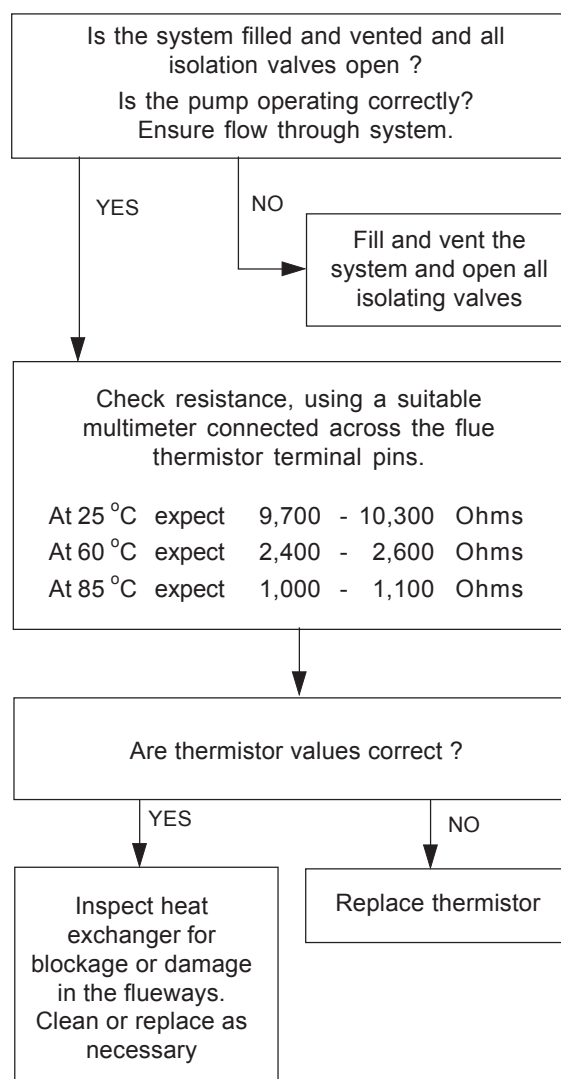 Is the system filled and vented and all
isolation valves open ?
Is the pump operating correctly?
Ensure flow through system.
YES
NO
Fill and vent the
system and open all
isolating valves
Check resistance, using a suitable
multimeter connected across the flue
thermistor terminal pins.
At 25 °C expect 9,700 - 10,300 Ohms
At 60 °C expect 2,400 - 2,600 Ohms
At 85 °C expect 1,000 - 1,100 Ohms
Are thermistor values correct ?
YES
NO
Inspect heat
exchanger for
blockage or damage
in the flueways.
Clean or replace as
necessary
Replace thermistor